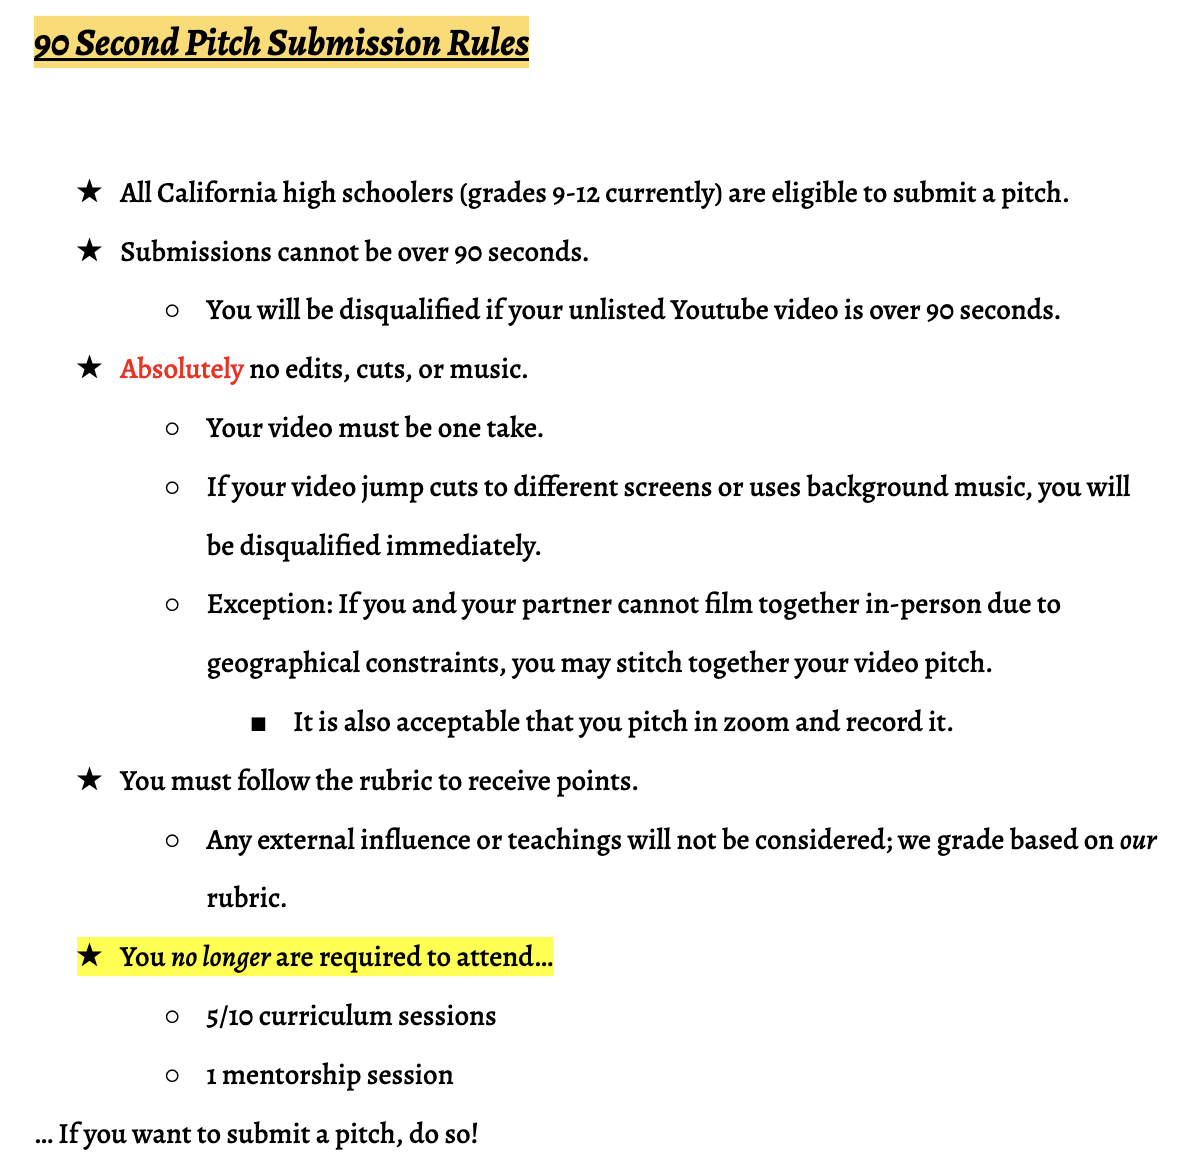 90 Second Pitch Submission Rules
★ All California high schoolers (grades 9-12 currently) are eligible to submit a pitch.
★ Submissions cannot be over 90 seconds.
○ You will be disqualified if your unlisted Youtube video is over 90 seconds.
★ Absolutely no edits, cuts, or music.
○ Your video must be one take.
○ If your video jump cuts to different screens or uses background music, you will
be disqualified immediately.
○ Exception: If you and your partner cannot film together in-person due to
geographical constraints, you may stitch together your video pitch.
■ It is also acceptable that you pitch in zoom and record it.
★ You must follow the rubric to receive points.
○ Any external influence or teachings will not be considered; we grade based on our
rubric.
★ You no longer are required to attend...
○ 5/10 curriculum sessions
○ 1 mentorship session
... If you want to submit a pitch, do so!